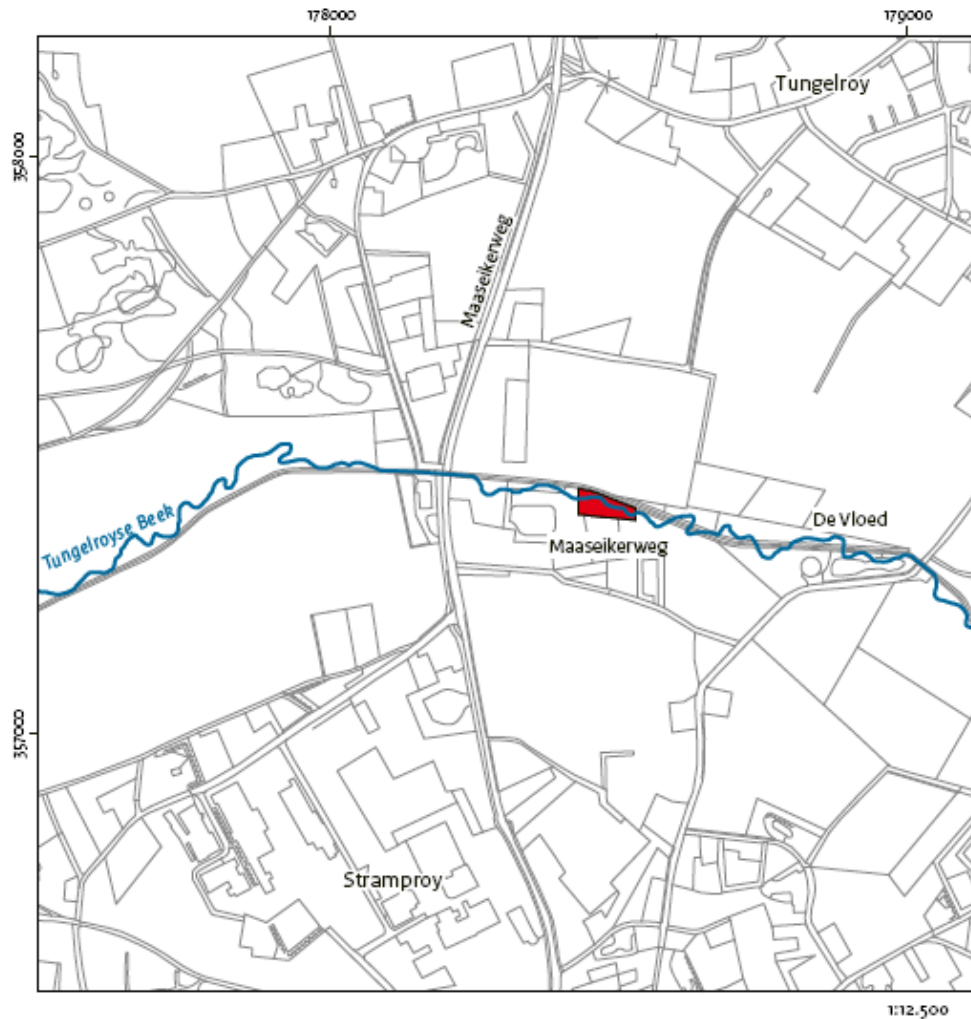 178000
179000
Tungelroy
358000
Maaseikerweg
Tungelroyse Beek
De Vloed
Maaseikerweg
357000
Stramproy
1:12.500